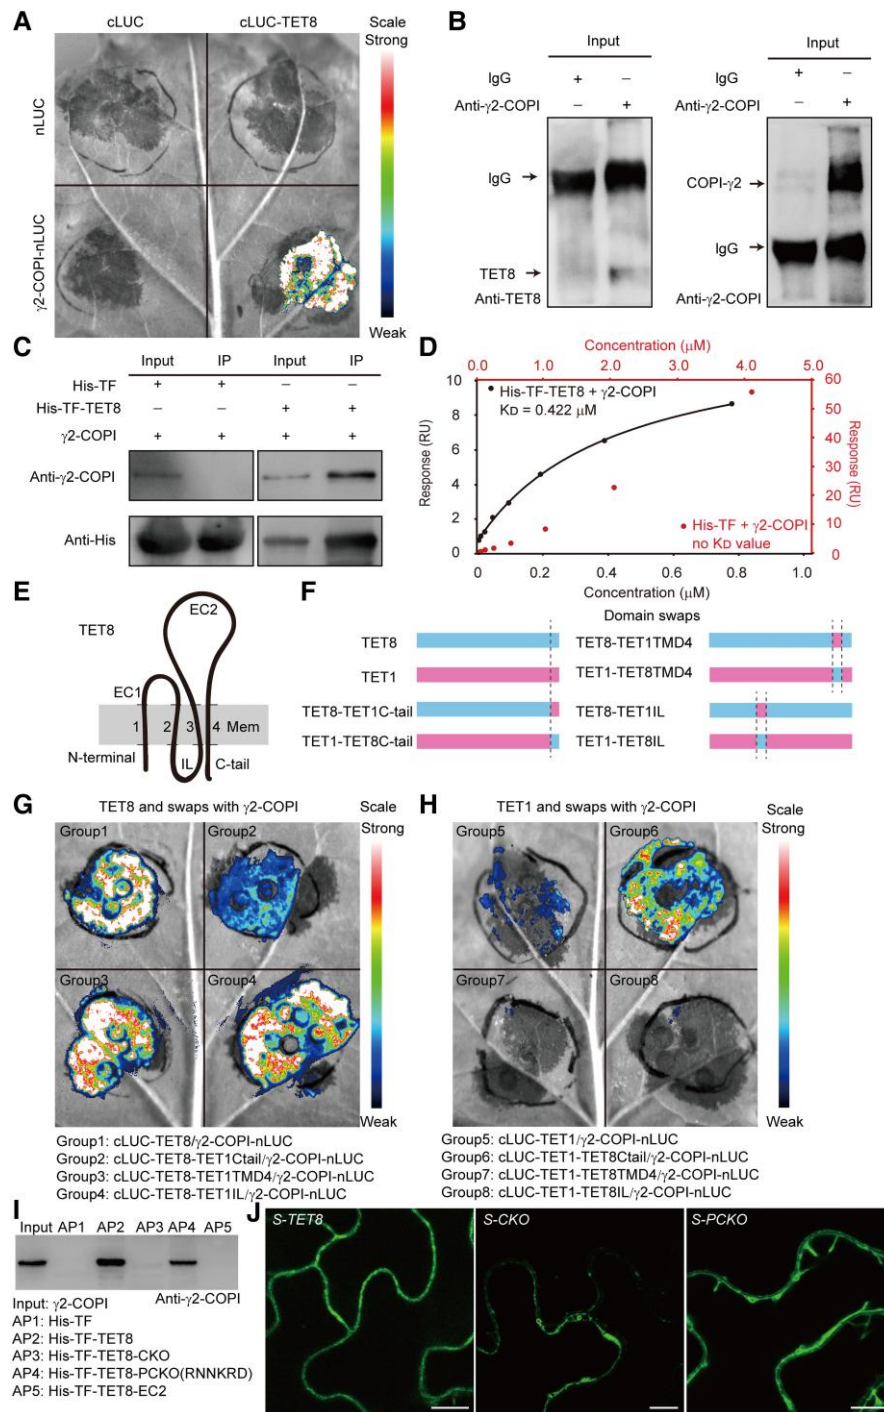 A
cLUC
cLUC-TET8
Scale
Strong
nLUC
γ2-COPI-nLUC
Weak
B
Input
Input
IgG
+
–
IgG
+
–
Anti-γ2-COPI
–
+
Anti-γ2-COPI
–
+
IgG
COPI-γ2
IgG
TET8
Anti-TET8
Anti-γ2-COPI
C
Input
IP
Input
IP
His-TF
+
+
–
–
His-TF-TET8
–
–
+
+
γ2-COPI
+
+
+
+
Anti-γ2-COPI
Anti-His
D
Concentration (μM)
0.0
1.0
2.0
3.0
4.0
5.0
10
8
6
4
2
0
Response (RU)
His-TF-TET8 + γ2-COPI
KD = 0.422 μM
60
50
40
30
20
10
0
Response (RU)
His-TF + γ2-COPI
no KD value
0
0.2
0.4
0.6
0.8
1.0
Concentration (μM)
E
TET8
EC2
EC1
1
2
3
4
Mem
N-terminal
IL
C-tail
F
Domain swaps
TET8
TET8-TET1TMD4
TET1
TET1-TET8TMD4
TET8-TET1C-tail
TET8-TET1IL
TET1-TET8C-tail
TET1-TET8IL
G
TET8 and swaps with γ2-COPI
Scale
Strong
Group1
Group2
Group3
Group4
Weak
Group1: cLUC-TET8/γ2-COPI-nLUC
Group2: cLUC-TET8-TET1Ctail/γ2-COPI-nLUC
Group3: cLUC-TET8-TET1TMD4/γ2-COPI-nLUC
Group4: cLUC-TET8-TET1IL/γ2-COPI-nLUC
H
TET1 and swaps with γ2-COPI
Scale
Strong
Group5
Group6
Group7
Group8
Weak
Group5: cLUC-TET1/γ2-COPI-nLUC
Group6: cLUC-TET1-TET8Ctail/γ2-COPI-nLUC
Group7: cLUC-TET1-TET8TMD4/γ2-COPI-nLUC
Group8: cLUC-TET1-TET8IL/γ2-COPI-nLUC
I
Input
AP1
AP2
AP3
AP4
AP5
Input: γ2-COPI
Anti-γ2-COPI
AP1: His-TF
AP2: His-TF-TET8
AP3: His-TF-TET8-CKO
AP4: His-TF-TET8-PCKO(RNNKRD)
AP5: His-TF-TET8-EC2
J
S-TET8
S-CKO
S-PCKO